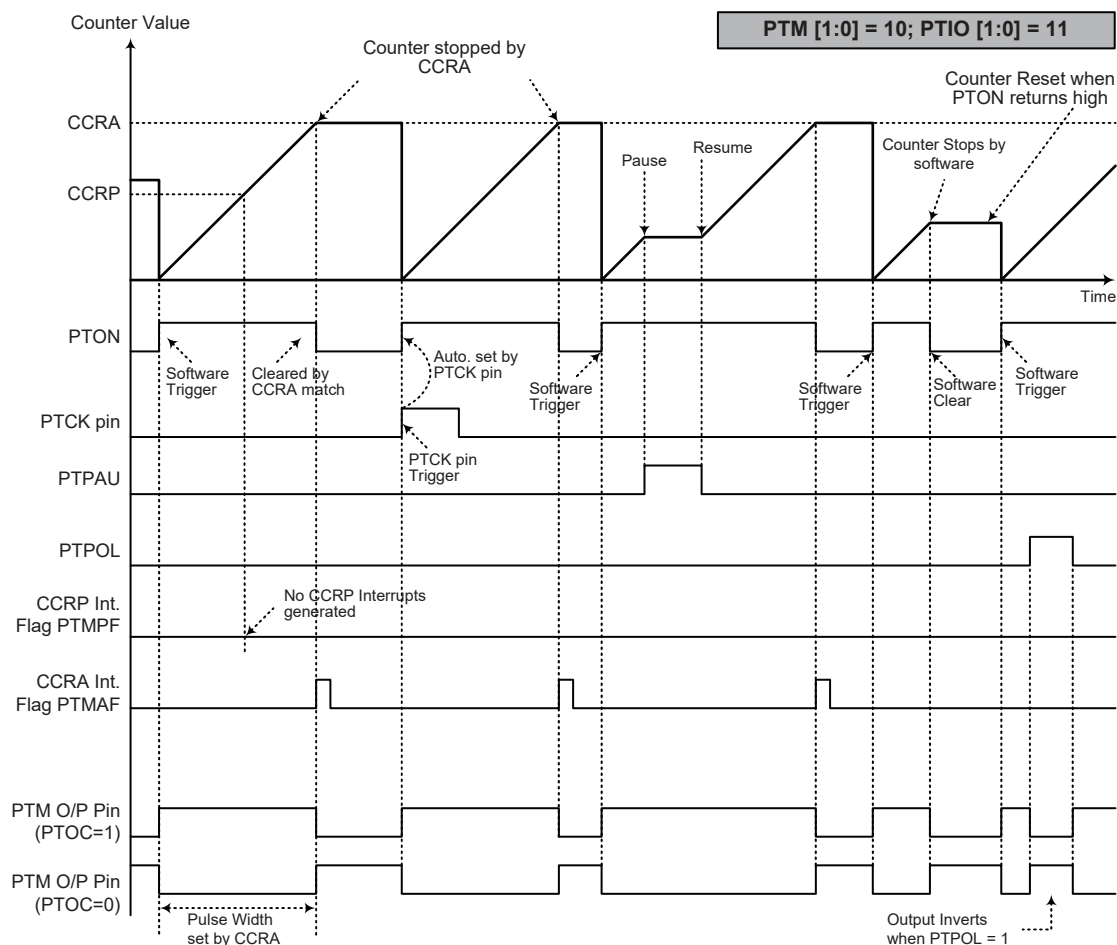 Counter Value
PTM [1:0] = 10; PTIO [1:0] = 11
Counter stopped by
CCRA
Counter Reset when
PTON returns high
CCRA
Pause
Resume
Counter Stops by
software
CCRP
Time
PTON
Software
Trigger
Cleared by
CCRA match
Auto. set by
PTCK pin
Software
Trigger
Software
Trigger
Software
Clear
Software
Trigger
PTCK pin
PTCK pin
Trigger
PTPAU
PTPOL
CCRP Int.
Flag PTMPF
No CCRP Interrupts
generated
CCRA Int.
Flag PTMAF
PTM O/P Pin
(PTOC=1)
PTM O/P Pin
(PTOC=0)
Pulse Width
set by CCRA
Output Inverts
when PTPOL = 1